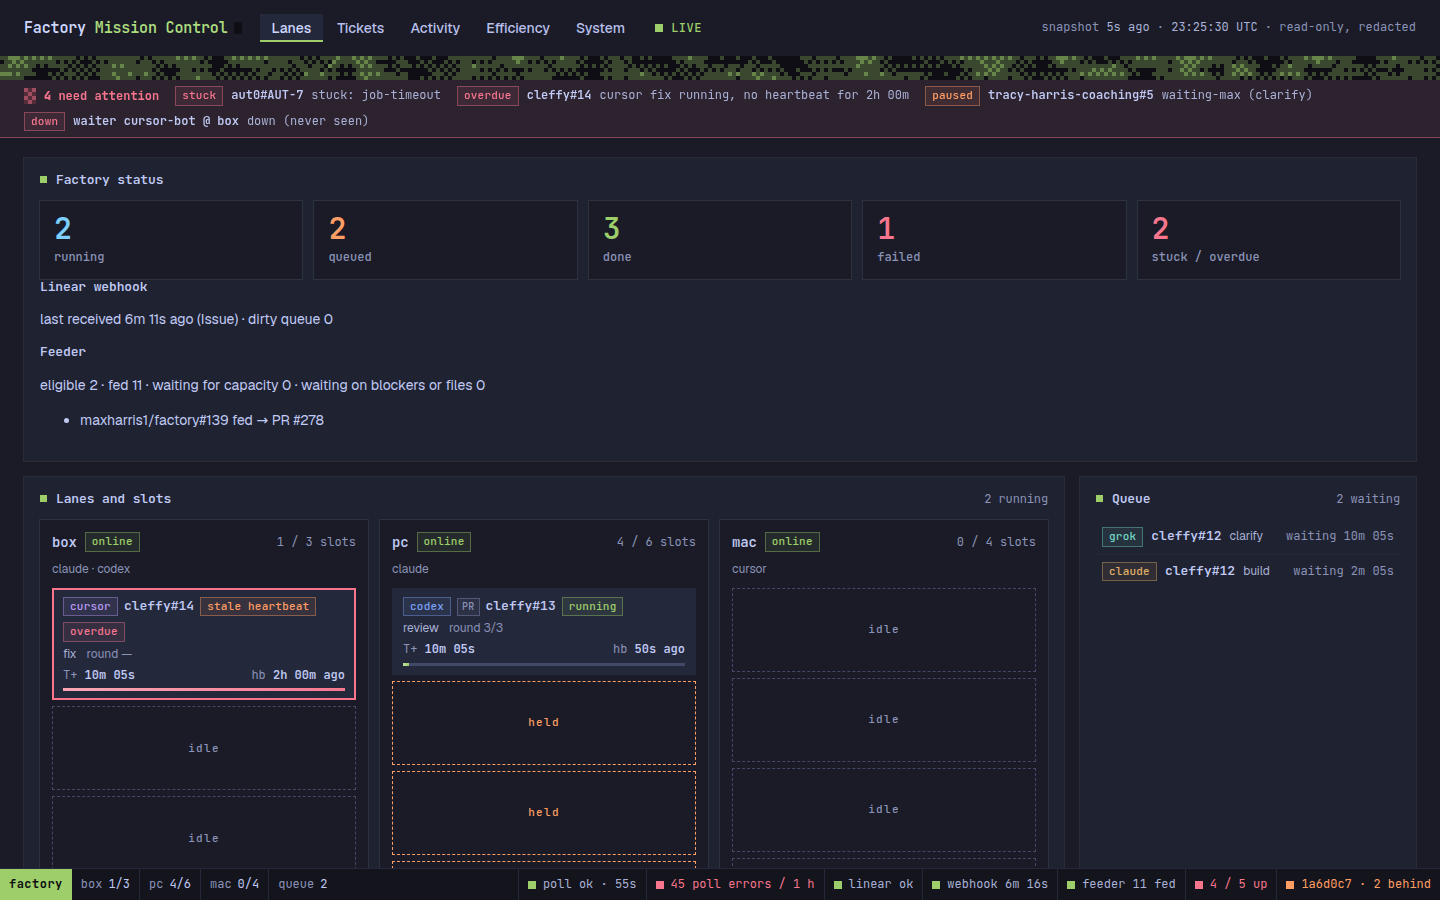 Factory Mission Control
Lanes Tickets Activity Efficiency System LIVE
snapshot 5s ago · 23:25:30 UTC · read-only, redacted
4 need attention stuck aut0#AUT-7 stuck: job-timeout overdue cleffy#14 cursor fix running, no heartbeat for 2h 00m paused tracy-harris-coaching#5 waiting-max (clarify)
down waiter cursor-bot @ box down (never seen)
Factory status
2
running
2
queued
3
done
1
failed
2
stuck / overdue
Linear webhook
last received 6m 11s ago (Issue) · dirty queue 0
Feeder
eligible 2 · fed 11 · waiting for capacity 0 · waiting on blockers or files 0
• maxharris1/factory#139 fed → PR #278
Lanes and slots 2 running
box online 1 / 3 slots
claude · codex
cursor cleffy#14 stale heartbeat
overdue
fix round —
T+ 10m 05s hb 2h 00m ago
idle
idle
pc online 4 / 6 slots
claude
codex PR cleffy#13 running
review round 3/3
T+ 10m 05s hb 50s ago
held
held
mac online 0 / 4 slots
cursor
idle
idle
idle
Queue 2 waiting
grok cleffy#12 clarify waiting 10m 05s
claude cleffy#12 build waiting 2m 05s
factory box 1/3 pc 4/6 mac 0/4 queue 2 poll ok · 55s 45 poll errors / 1 h linear ok webhook 6m 16s feeder 11 fed 4 / 5 up 1a6d0c7 · 2 behind